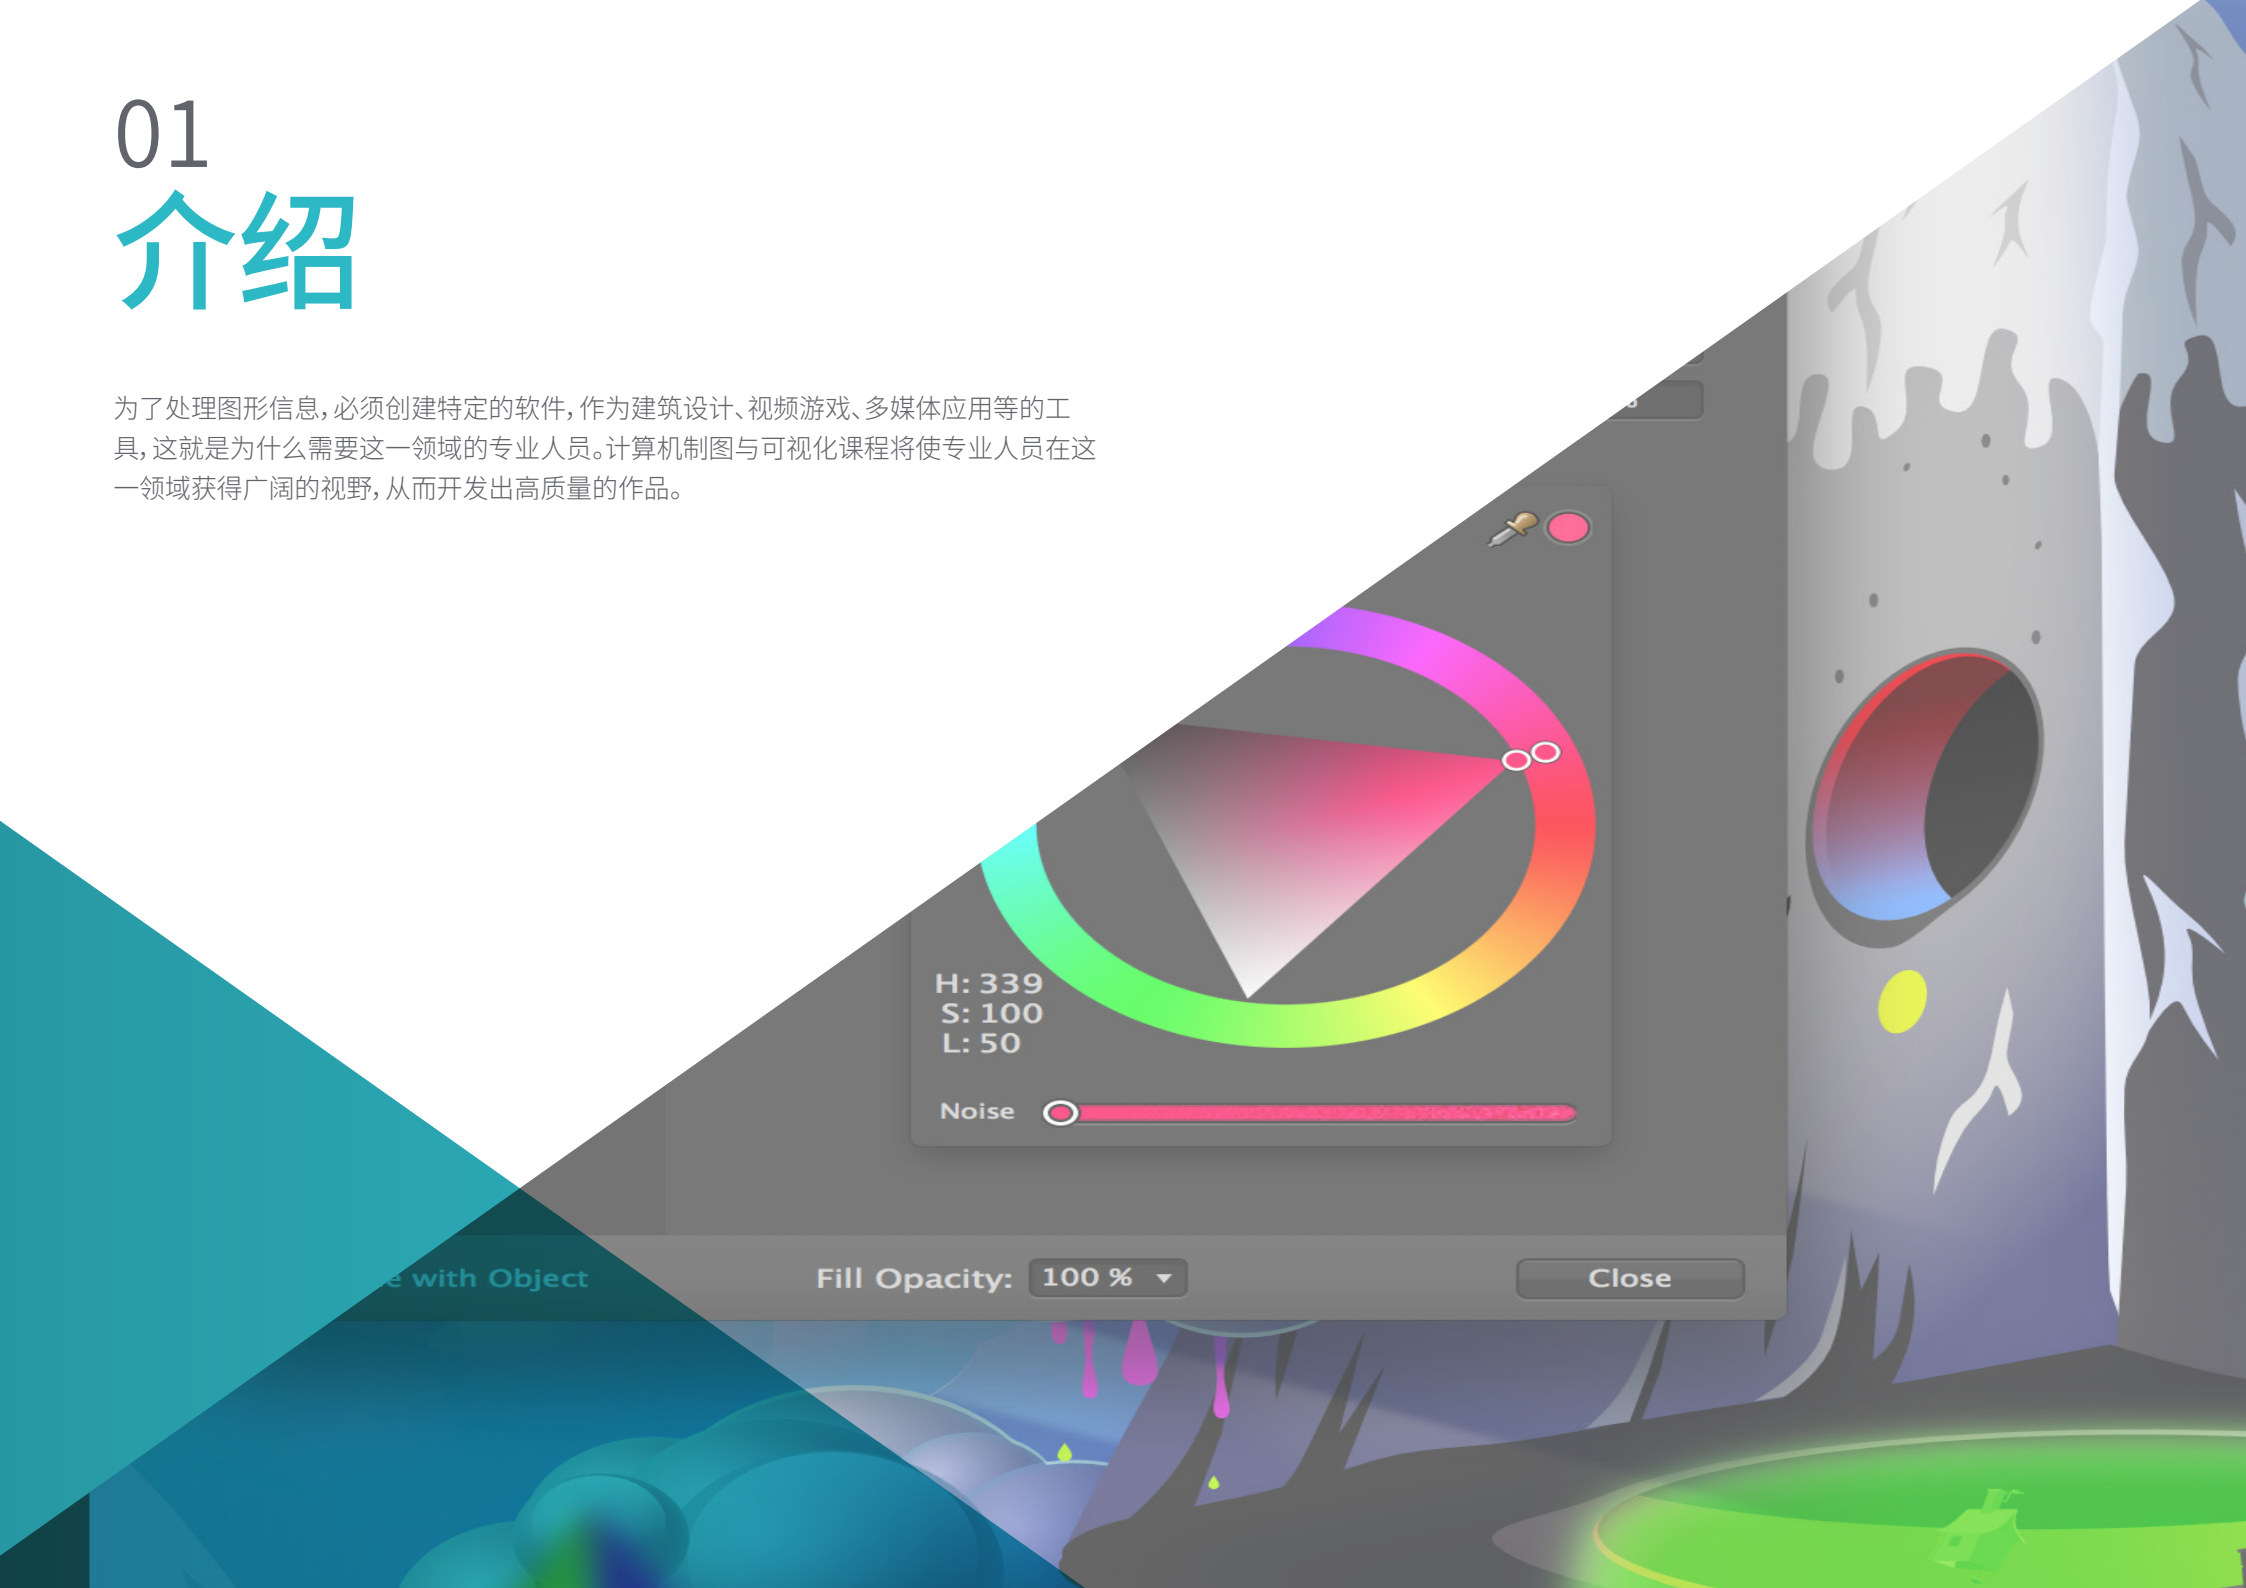 01
介绍
为了处理图形信息，必须创建特定的软件，作为建筑设计、视频游戏、多媒体应用等的工
具，这就是为什么需要这一领域的专业人员。计算机制图与可视化课程将使专业人员在这
一领域获得广阔的视野，从而开发出高质量的作品。
H: 339
S: 100
L: 50
Noise
with Object
Fill Opacity: 100 %
Close